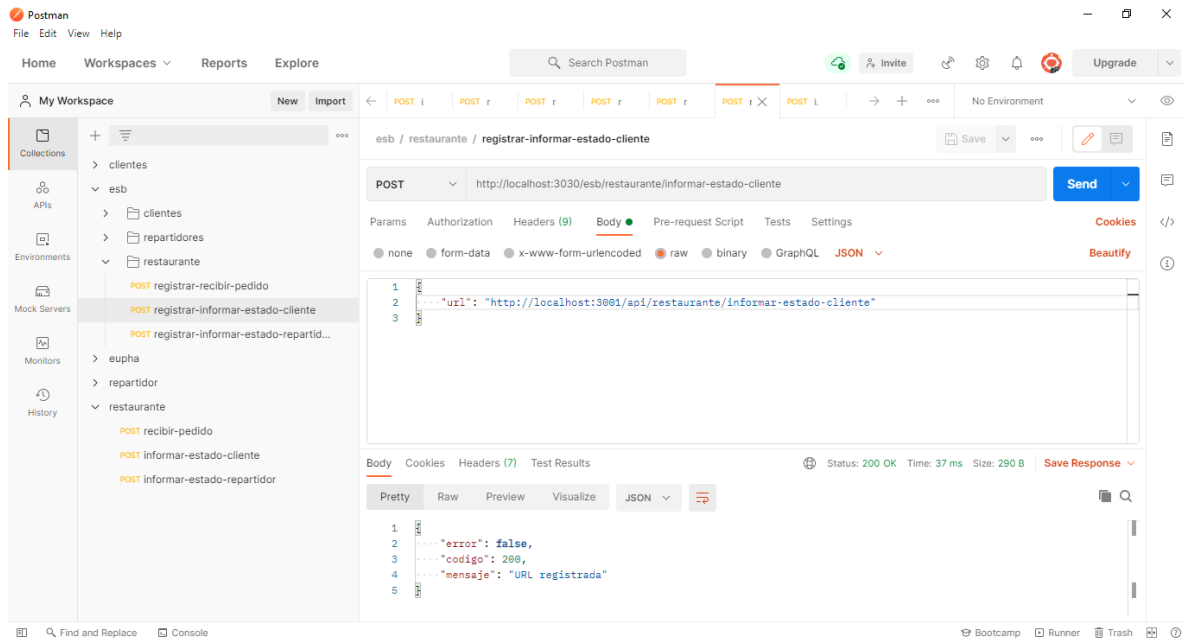 Postman
File Edit View Help
Home Workspaces Reports Explore Search Postman Invite Upgrade
My Workspace New Import POST i POST r POST r POST r POST r POST r POST i. No Environment
Collections
APIs
Environments
Mock Servers
Monitors
History
clientes
esb
clientes
repartidores
restaurante
POST registrar-recibir-pedido
POST registrar-informar-estado-cliente
POST registrar-informar-estado-repartid...
eupha
repartidor
restaurante
POST recibir-pedido
POST informar-estado-cliente
POST informar-estado-repartidor
esb / restaurante / registrar-informar-estado-cliente Save
POST http://localhost:3030/esb/restaurante/informar-estado-cliente Send
Params Authorization Headers (9) Body Pre-request Script Tests Settings Cookies
none form-data x-www-form-urlencoded raw binary GraphQL JSON Beautify
1 {
2 "url": "http://localhost:3001/api/restaurante/informar-estado-cliente"
3 }
Body Cookies Headers (7) Test Results Status: 200 OK Time: 37 ms Size: 290 B Save Response
Pretty Raw Preview Visualize JSON
1 {
2 "error": false,
3 "codigo": 200,
4 "mensaje": "URL registrada"
5 }
Find and Replace Console Bootcamp Runner Trash